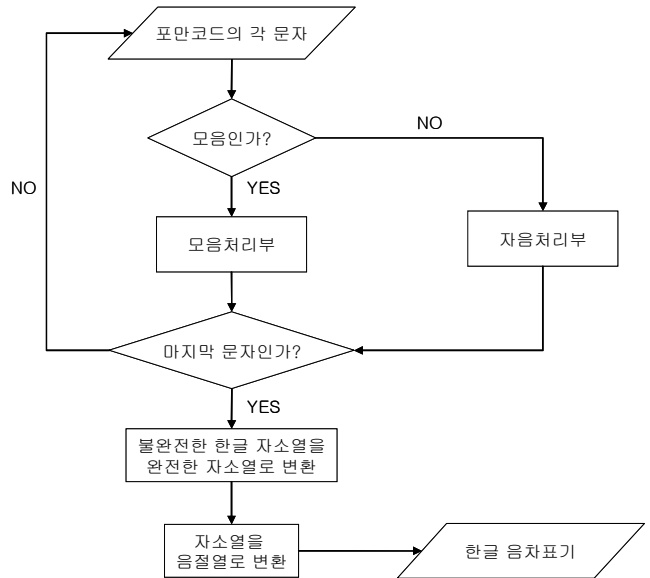 포만코드의 각 문자
모음인가?
NO
YES
NO
모음처리부
자음처리부
마지막 문자인가?
YES
불완전한 한글 자소열을
완전한 자소열로 변환
자소열을
음절열로 변환
한글 음차표기